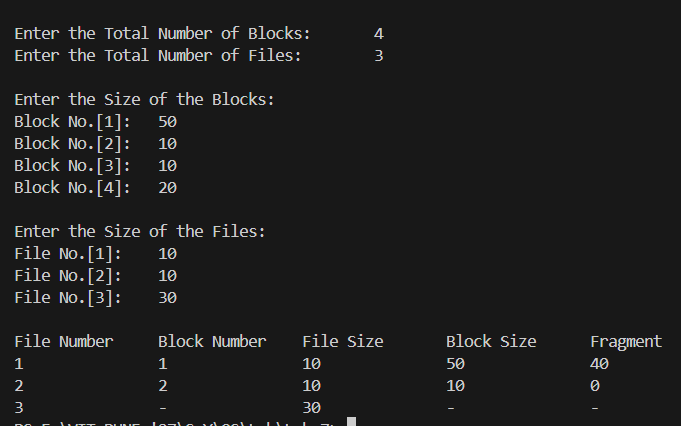 Enter the Total Number of Blocks: 4
Enter the Total Number of Files: 3
Enter the Size of the Blocks:
Block No.[1]: 50
Block No.[2]: 10
Block No.[3]: 10
Block No.[4]: 20
Enter the Size of the Files:
File No.[1]: 10
File No.[2]: 10
File No.[3]: 30
File Number Block Number File Size Block Size Fragment
1 1 10 50 40
2 2 10 10 0
3 - 30 - -